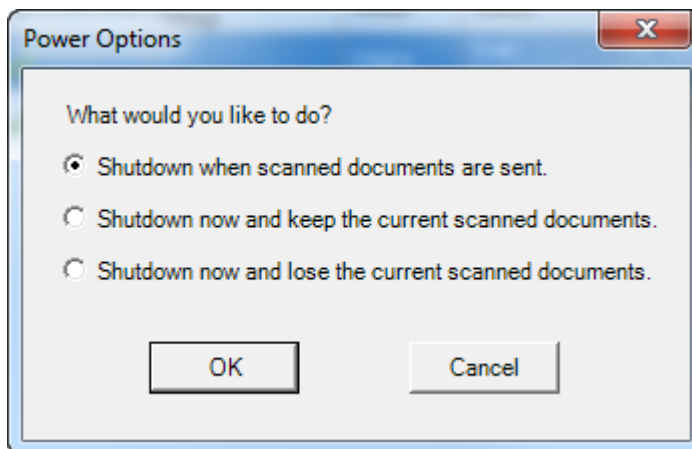 Power Options
What would you like to do?
Shutdown when scanned documents are sent.
Shutdown now and keep the current scanned documents.
Shutdown now and lose the current scanned documents.
OK
Cancel